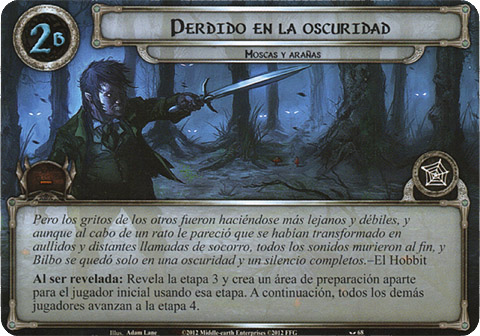 2B
Perdido en la oscuridad
Moscas y arañas
Pero los gritos de los otros fueron haciéndose más lejanos y débiles, y
aunque al cabo de un rato le pareció que se habían transformado en
aullidos y distantes llamadas de socorro, todos los sonidos murieron al fin, y
Bilbo se quedó solo en una oscuridad y un silencio completos.–El Hobbit
Al ser revelada: Revela la etapa 3 y crea un área de preparación aparte
para el jugador inicial usando esa etapa. A continuación, todos los demás
jugadores avanzan a la etapa 4.
Illus. Adam Lane ©2012 Middle-earth Enterprises ©2012 FFG 68